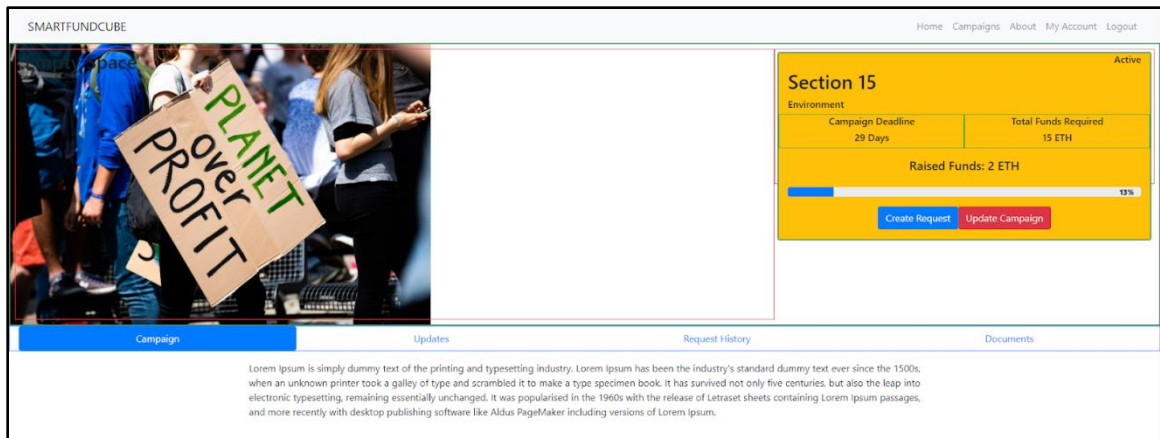 SMARTFUNDCUBE
Home Campaigns About My Account Logout
Empty Space
PLANET
over
PROFIT
Active
Section 15
Environment
Campaign Deadline
29 Days
Total Funds Required
15 ETH
Raised Funds: 2 ETH
13%
Create Request Update Campaign
Campaign Updates Request History Documents
Lorem Ipsum is simply dummy text of the printing and typesetting industry. Lorem Ipsum has been the industry's standard dummy text ever since the 1500s,
when an unknown printer took a galley of type and scrambled it to make a type specimen book. It has survived not only five centuries, but also the leap into
electronic typesetting, remaining essentially unchanged. It was popularised in the 1960s with the release of Letraset sheets containing Lorem Ipsum passages,
and more recently with desktop publishing software like Aldus PageMaker including versions of Lorem Ipsum.